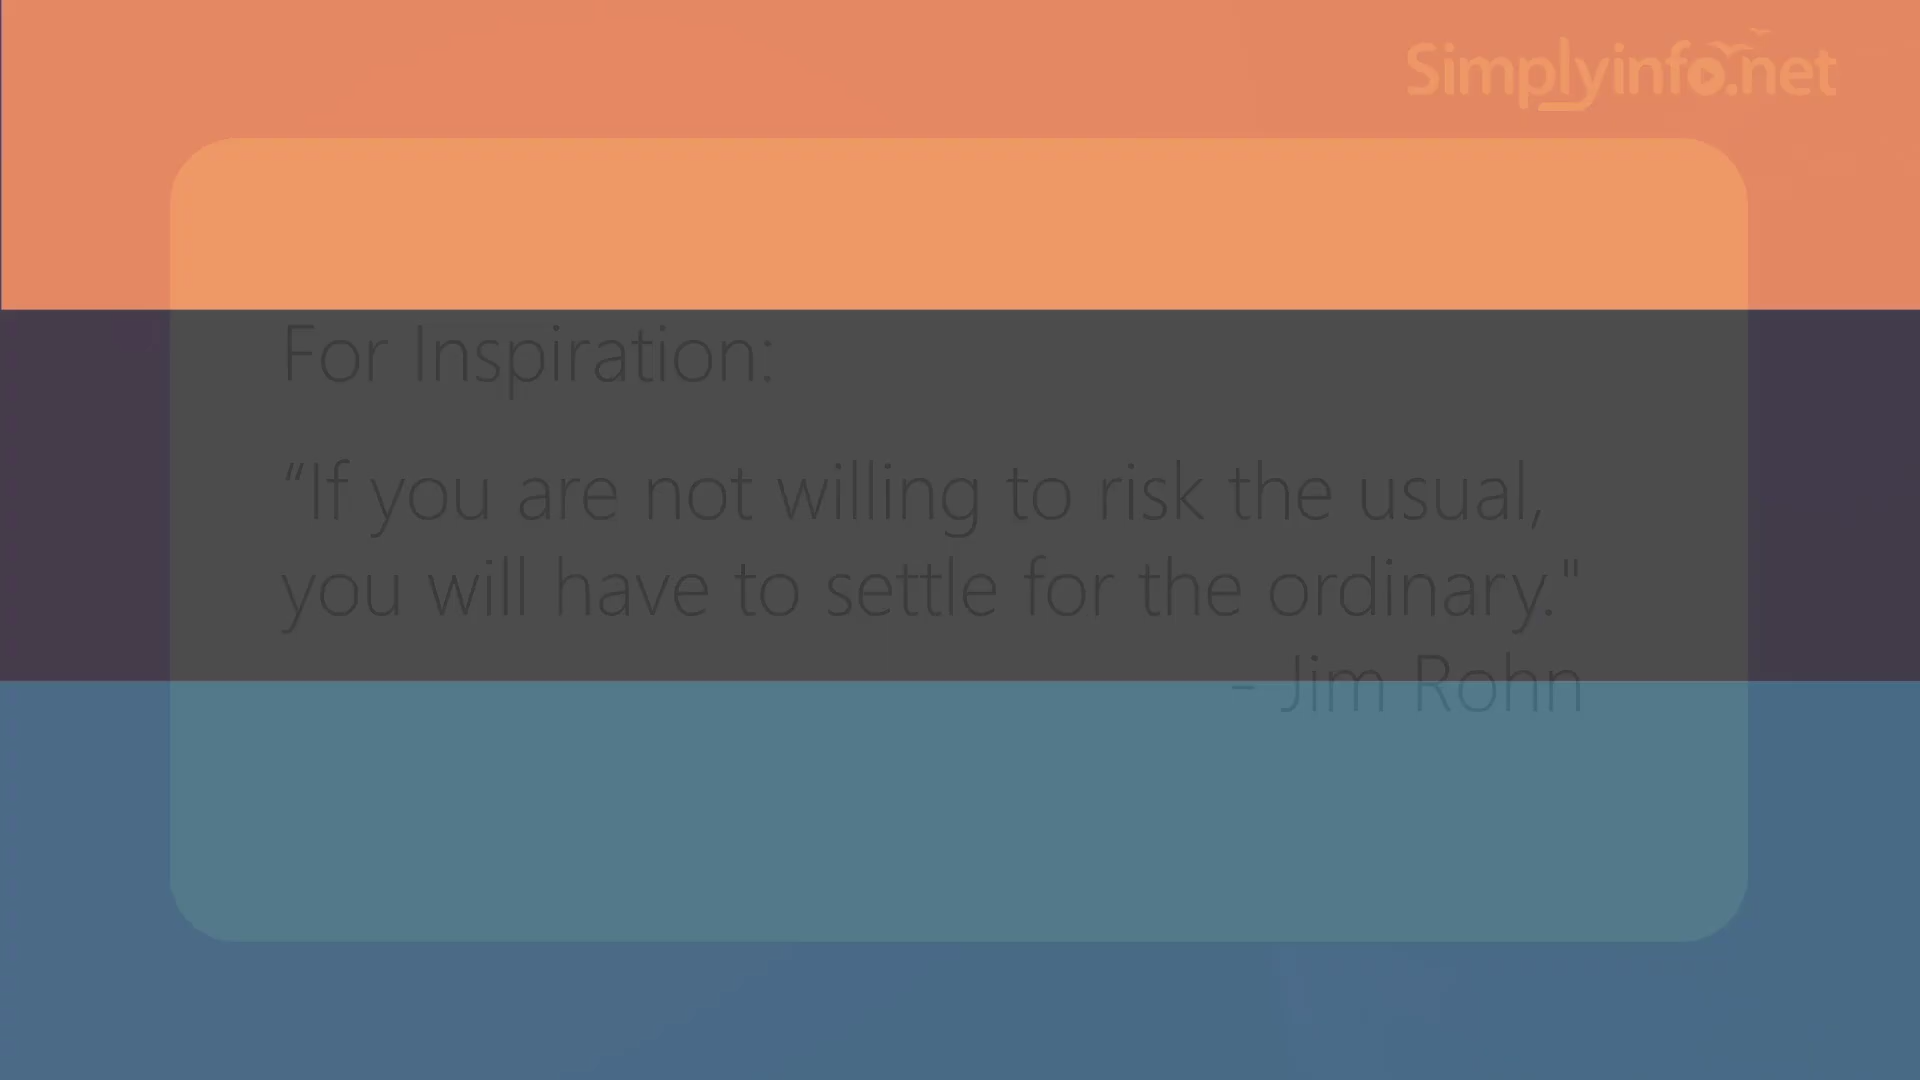 Simplyinfo.net
For Inspiration:
“If you are not willing to risk the usual,
you will have to settle for the ordinary."
- Jim Rohn